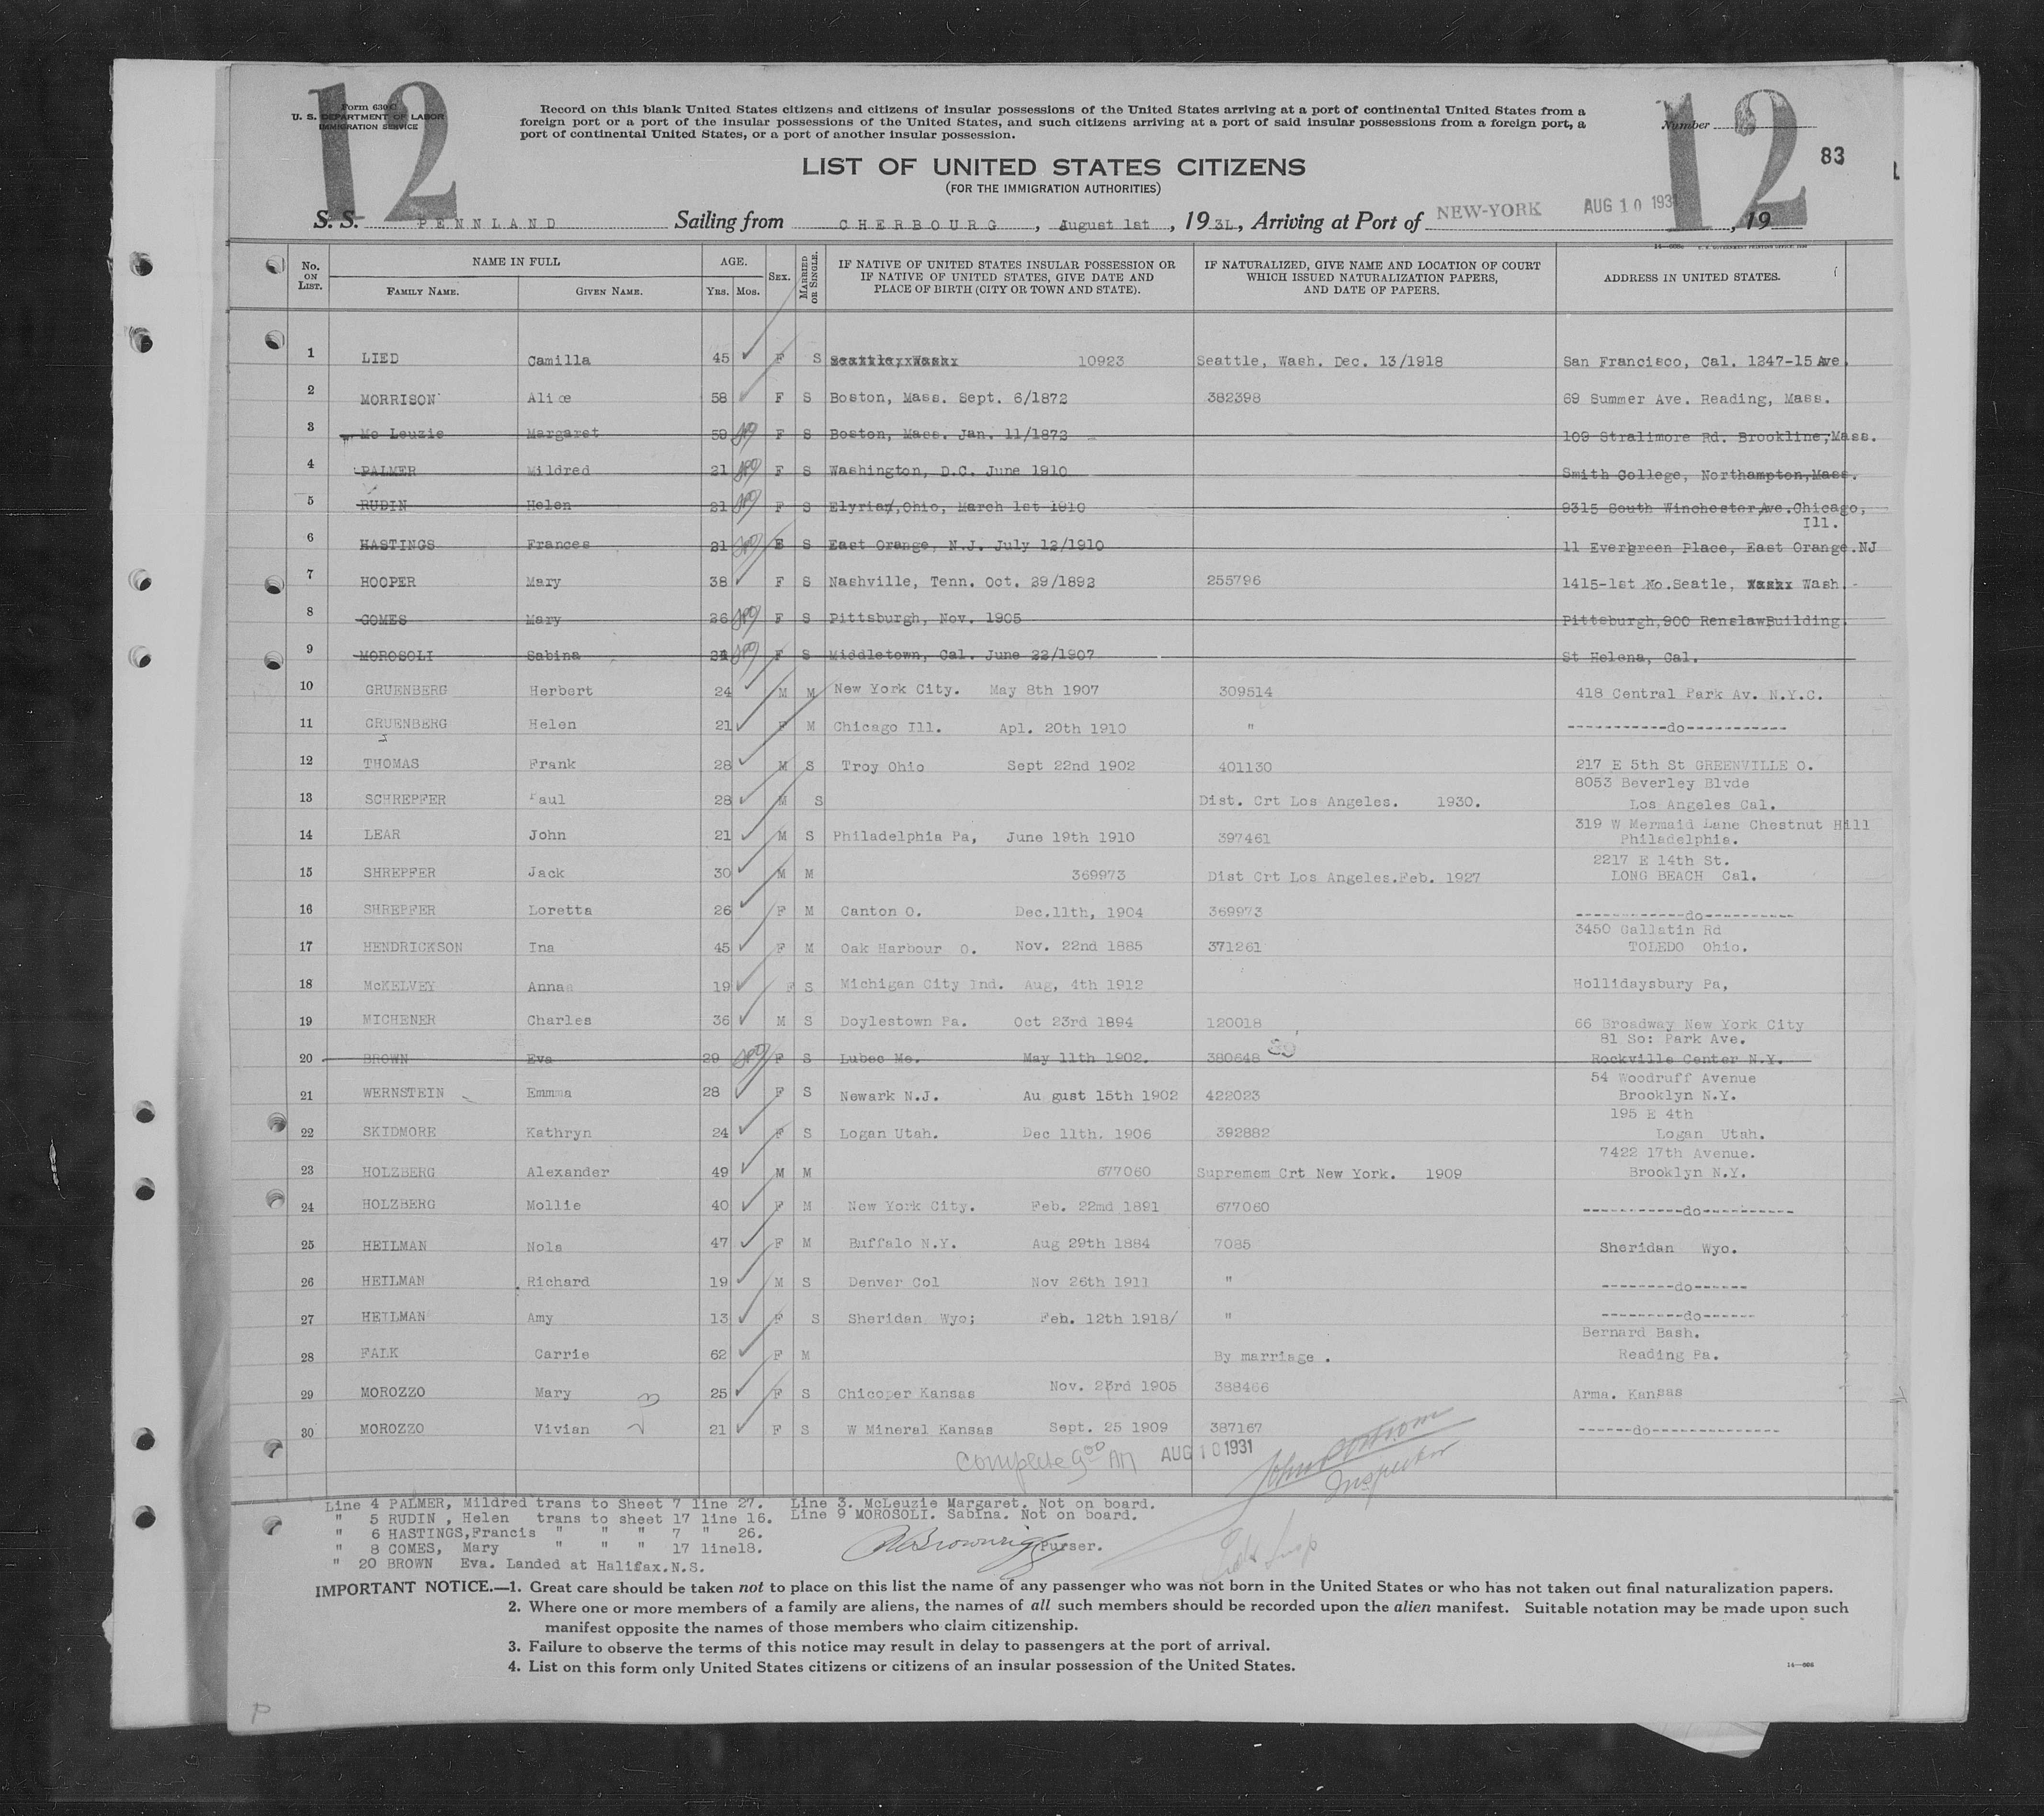 12
Form 630 C
U. S. DEPARTMENT OF LABOR
IMMIGRATION SERVICE
Record on this blank United States citizens and citizens of insular possessions of the United States arriving at a port of continental United States from a
foreign port or a port of the insular possessions of the United States, and such citizens arriving at a port of said insular possessions from a foreign port, a
port of continental United States, or a port of another insular possession.
Number
12
83
LIST OF UNITED STATES CITIZENS
(FOR THE IMMIGRATION AUTHORITIES)
S. S. PENNLAND Sailing from CHERBOURG, August 1st, 193L, Arriving at Port of NEW-YORK AUG 10 1931, 19
No. ON LIST. NAME IN FULL AGE. SEX. MARRIED OR SINGLE. IF NATIVE OF UNITED STATES INSULAR POSSESSION OR IF NATIVE OF UNITED STATES, GIVE DATE AND PLACE OF BIRTH (CITY OR TOWN AND STATE). IF NATURALIZED, GIVE NAME AND LOCATION OF COURT WHICH ISSUED NATURALIZATION PAPERS, AND DATE OF PAPERS. ADDRESS IN UNITED STATES.
FAMILY NAME. GIVEN NAME. YRS. MOS.
1 LIED Camilla 45 F S Seattle, Wash. 10923 Seattle, Wash. Dec. 13/1918 San Francisco, Cal. 1247-15 Ave.
2 MORRISON Alice 58 F S Boston, Mass. Sept. 6/1872 382398 69 Summer Ave. Reading, Mass.
3 Mc Leuzie Margaret 59 F S Boston, Mass. Jan. 11/1872 109 Stralimore Rd. Brookline, Mass.
4 PALMER Mildred 21 F S Washington, D.C. June 1910 Smith College, Northampton, Mass.
5 RUDIN Helen 21 F S Elyria, Ohio, March 1st 1910 9315 South Winchester Ave. Chicago,
Ill.
6 HASTINGS Frances 21 F S East Orange, N.J. July 12/1910 11 Evergreen Place, East Orange. NJ
7 HOOPER Mary 38 F S Nashville, Tenn. Oct. 29/1892 255796 1415-1st No. Seatle, Wash.
8 COMES Mary 26 F S Pittsburgh, Nov. 1905 Pittsburgh, 900 Renslaw Building.
9 MOROSOLI Sabina 24 F S Middletown, Cal. June 22/1907 St Helena, Cal.
10 GRUENBERG Herbert 24 M M New York City. May 8th 1907 309514 418 Central Park Av. N.Y.C.
11 GRUENBERG Helen 21 F M Chicago Ill. Apl. 20th 1910 " -----------do-----------
12 THOMAS Frank 28 M S Troy Ohio Sept 22nd 1902 401130 217 E 5th St GREENVILLE O.
13 SCHREPFER Paul 28 M S Dist. Crt Los Angeles. 1930. 8053 Beverley Blvde
Los Angeles Cal.
14 LEAR John 21 M S Philadelphia Pa, June 19th 1910 397461 319 W Mermaid Lane Chestnut Hill
Philadelphia.
15 SHREPFER Jack 30 M M 369973 Dist Crt Los Angeles. Feb. 1927 2217 E 14th St.
LONG BEACH Cal.
16 SHREPFER Loretta 26 F M Canton O. Dec. 11th, 1904 369973 ------------do----------
17 HENDRICKSON Ina 45 F M Oak Harbour O. Nov. 22nd 1885 371261 3450 Gallatin Rd
TOLEDO Ohio.
18 McKELVEY Annas 19 F S Michigan City Ind. Aug, 4th 1912 Hollidaysbury Pa,
19 MICHENER Charles 36 M S Doylestown Pa. Oct 23rd 1894 120018 66 Broadway New York City
20 BROWN Eva 29 F S Lubec Me. May 11th 1902. 380648 81 So: Park Ave.
Rockville Center N.Y.
21 WERNSTEIN Emmma 28 F S Newark N.J. Au gust 15th 1902 422023 54 Woodruff Avenue
Brooklyn N.Y.
22 SKIDMORE Kathryn 24 F S Logan Utah. Dec 11th. 1906 392882 195 E 4th
Logan Utah.
23 HOLZBERG Alexander 49 M M 677060 Supremem Crt New York. 1909 7422 17th Avenue.
Brooklyn N.Y.
24 HOLZBERG Mollie 40 F M New York City. Feb. 22md 1891 677060 -----------do----------
25 HEILMAN Nola 47 F M Buffalo N.Y. Aug 29th 1884 7085 Sheridan Wyo.
26 HEILMAN Richard 19 M S Denver Col Nov 26th 1911 " --------do------
27 HEILMAN Amy 13 F S Sheridan Wyo; Feb. 12th 1918/ " ---------do------
28 FALK Carrie 62 F M By marriage . Bernard Bash.
Reading Pa.
29 MOROZZO Mary 25 F S Chicoper Kansas Nov. 23rd 1905 388466 Arma. Kansas
30 MOROZZO Vivian 21 F S W Mineral Kansas Sept. 25 1909 387167 ------do--------------
Complete 9 00 AM AUG 10 1931
Inspector
Line 4 PALMER, Mildred trans to Sheet 7 line 27. Line 3. McLeuzie Margaret. Not on board.
" 5 RUDIN , Helen trans to sheet 17 line 16. Line 9 MOROSOLI. Sabina. Not on board.
" 6 HASTINGS, Francis " " " 7 " 26.
" 8 COMES, Mary " " " 17 line18.
Purser.
" 20 BROWN Eva. Landed at Halifax. N.S.
IMPORTANT NOTICE.—1. Great care should be taken not to place on this list the name of any passenger who was not born in the United States or who has not taken out final naturalization papers.
2. Where one or more members of a family are aliens, the names of all such members should be recorded upon the alien manifest. Suitable notation may be made upon such
manifest opposite the names of those members who claim citizenship.
3. Failure to observe the terms of this notice may result in delay to passengers at the port of arrival.
4. List on this form only United States citizens or citizens of an insular possession of the United States.
14—666
P